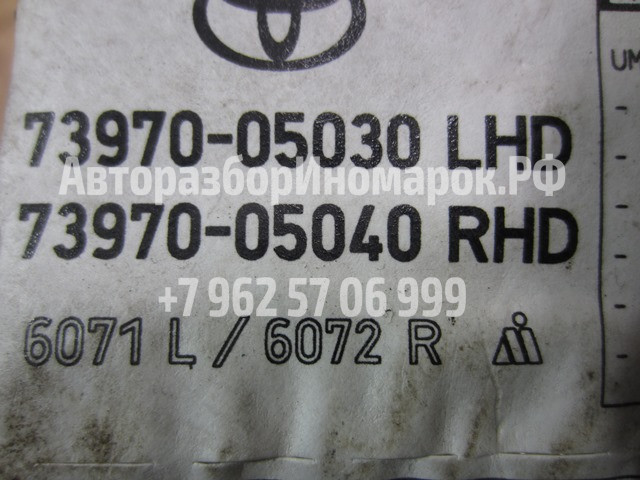 UM
73970-05030 LHD
АвторазборИномарок.РФ
73970-05040 RHD
+7 962 57 06 999
6071 L / 6072 R